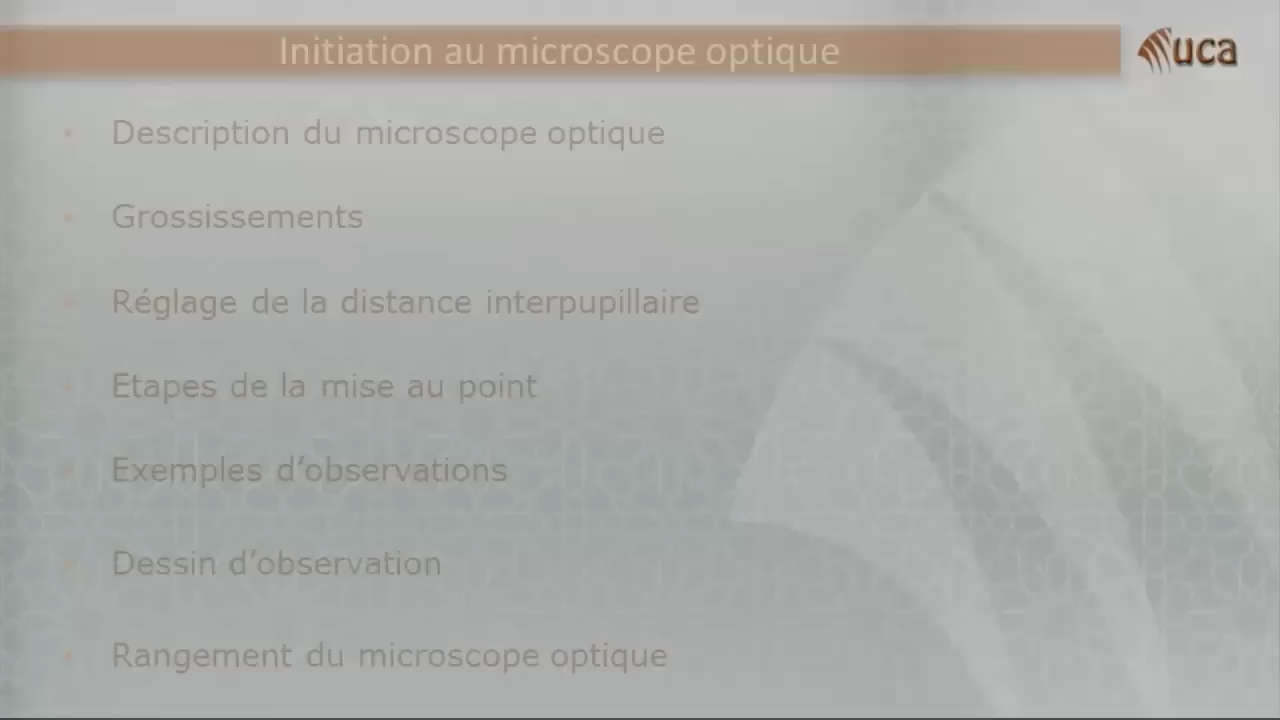 Initiation au microscope optique
uca
Description du microscope optique
Grossissements
Réglage de la distance interpupillaire
Etapes de la mise au point
Exemples d’observations
Dessin d’observation
Rangement du microscope optique